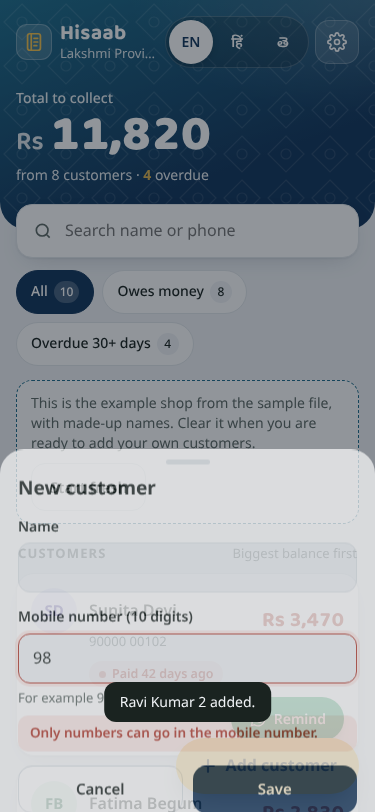 Hisaab
Lakshmi Provi...
EN
हिं
తె
Total to collect
Rs 11,820
from 8 customers · 4 overdue
Search name or phone
All 10
Owes money 8
Overdue 30+ days 4
This is the example shop from the sample file,
with made-up names. Clear it when you are
ready to add your own customers.
New customer
Name
CUSTOMERS
Biggest balance first
SD
Sunita Devi
Rs 3,470
Mobile number (10 digits)
90000 00102
98
Paid 42 days ago
For example 9
Ravi Kumar 2 added.
Remind
Only numbers can go in the mobile number.
+ Add customer
Cancel
Save
FB
Fatima Begum